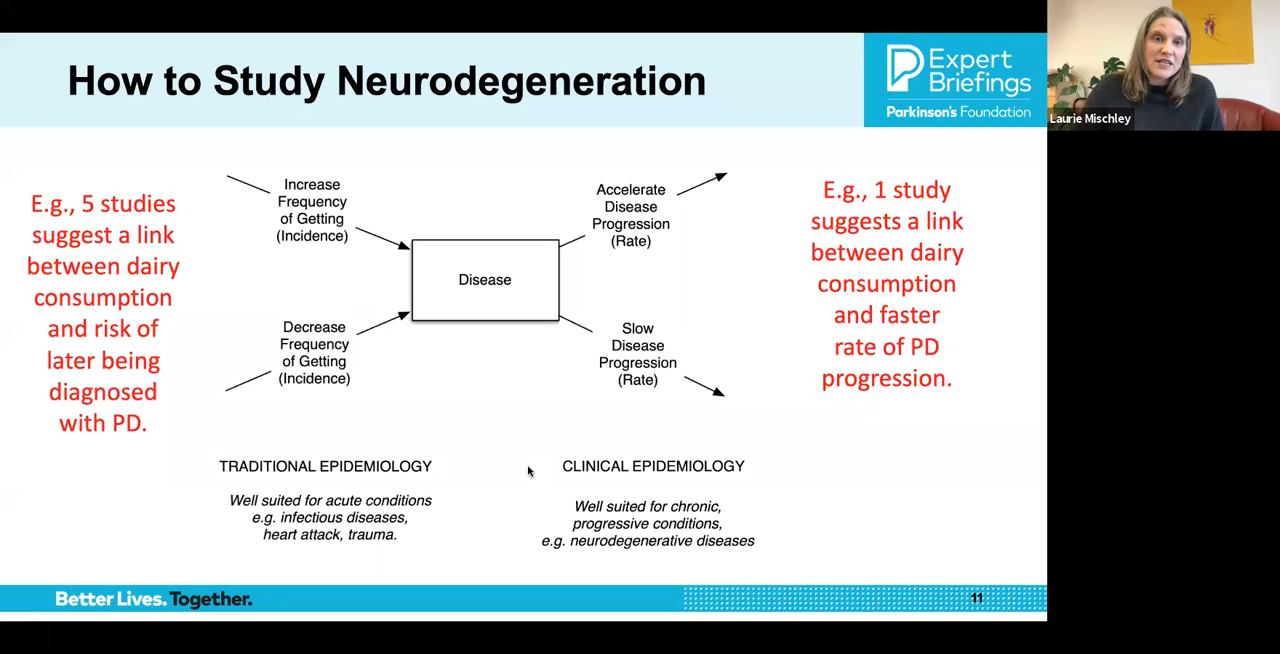 How to Study Neurodegeneration
Expert
Briefings
Parkinson's Foundation
Laurie Mischley
E.g., 5 studies
suggest a link
between dairy
consumption
and risk of
later being
diagnosed
with PD.
Increase
Frequency
of Getting
(Incidence)
Decrease
Frequency
of Getting
(Incidence)
Disease
Accelerate
Disease
Progression
(Rate)
Slow
Disease
Progression
(Rate)
E.g., 1 study
suggests a link
between dairy
consumption
and faster
rate of PD
progression.
TRADITIONAL EPIDEMIOLOGY
Well suited for acute conditions
e.g. infectious diseases,
heart attack, trauma.
CLINICAL EPIDEMIOLOGY
Well suited for chronic,
progressive conditions,
e.g. neurodegenerative diseases
Better Lives. Together.
11